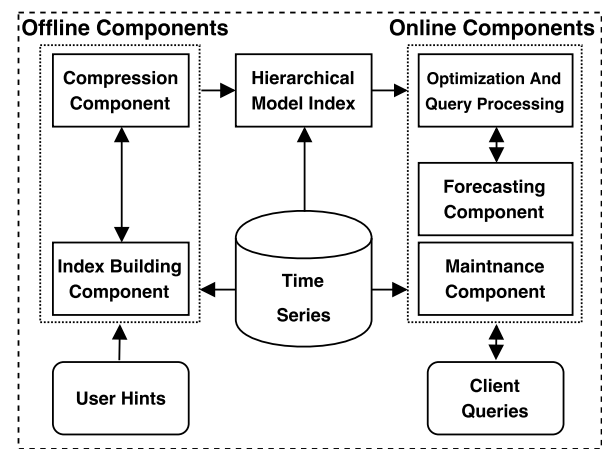 Offline Components
Online Components
Compression
Component
Hierarchical
Model Index
Optimization And
Query Processing
Forecasting
Component
Index Building
Component
Time
Series
Maintnance
Component
User Hints
Client
Queries